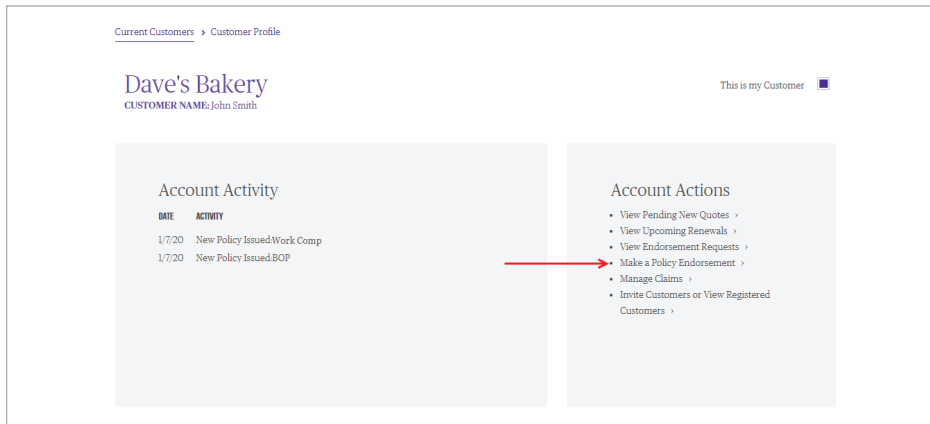 Current Customers › Customer Profile
Dave's Bakery
CUSTOMER NAME: John Smith
This is my Customer
Account Activity
DATE ACTIVITY
1/7/20 New Policy Issued:Work Comp
1/7/20 New Policy Issued:BOP
Account Actions
• View Pending New Quotes ›
• View Upcoming Renewals ›
• View Endorsement Requests ›
• Make a Policy Endorsement ›
• Manage Claims ›
• Invite Customers or View Registered
Customers ›